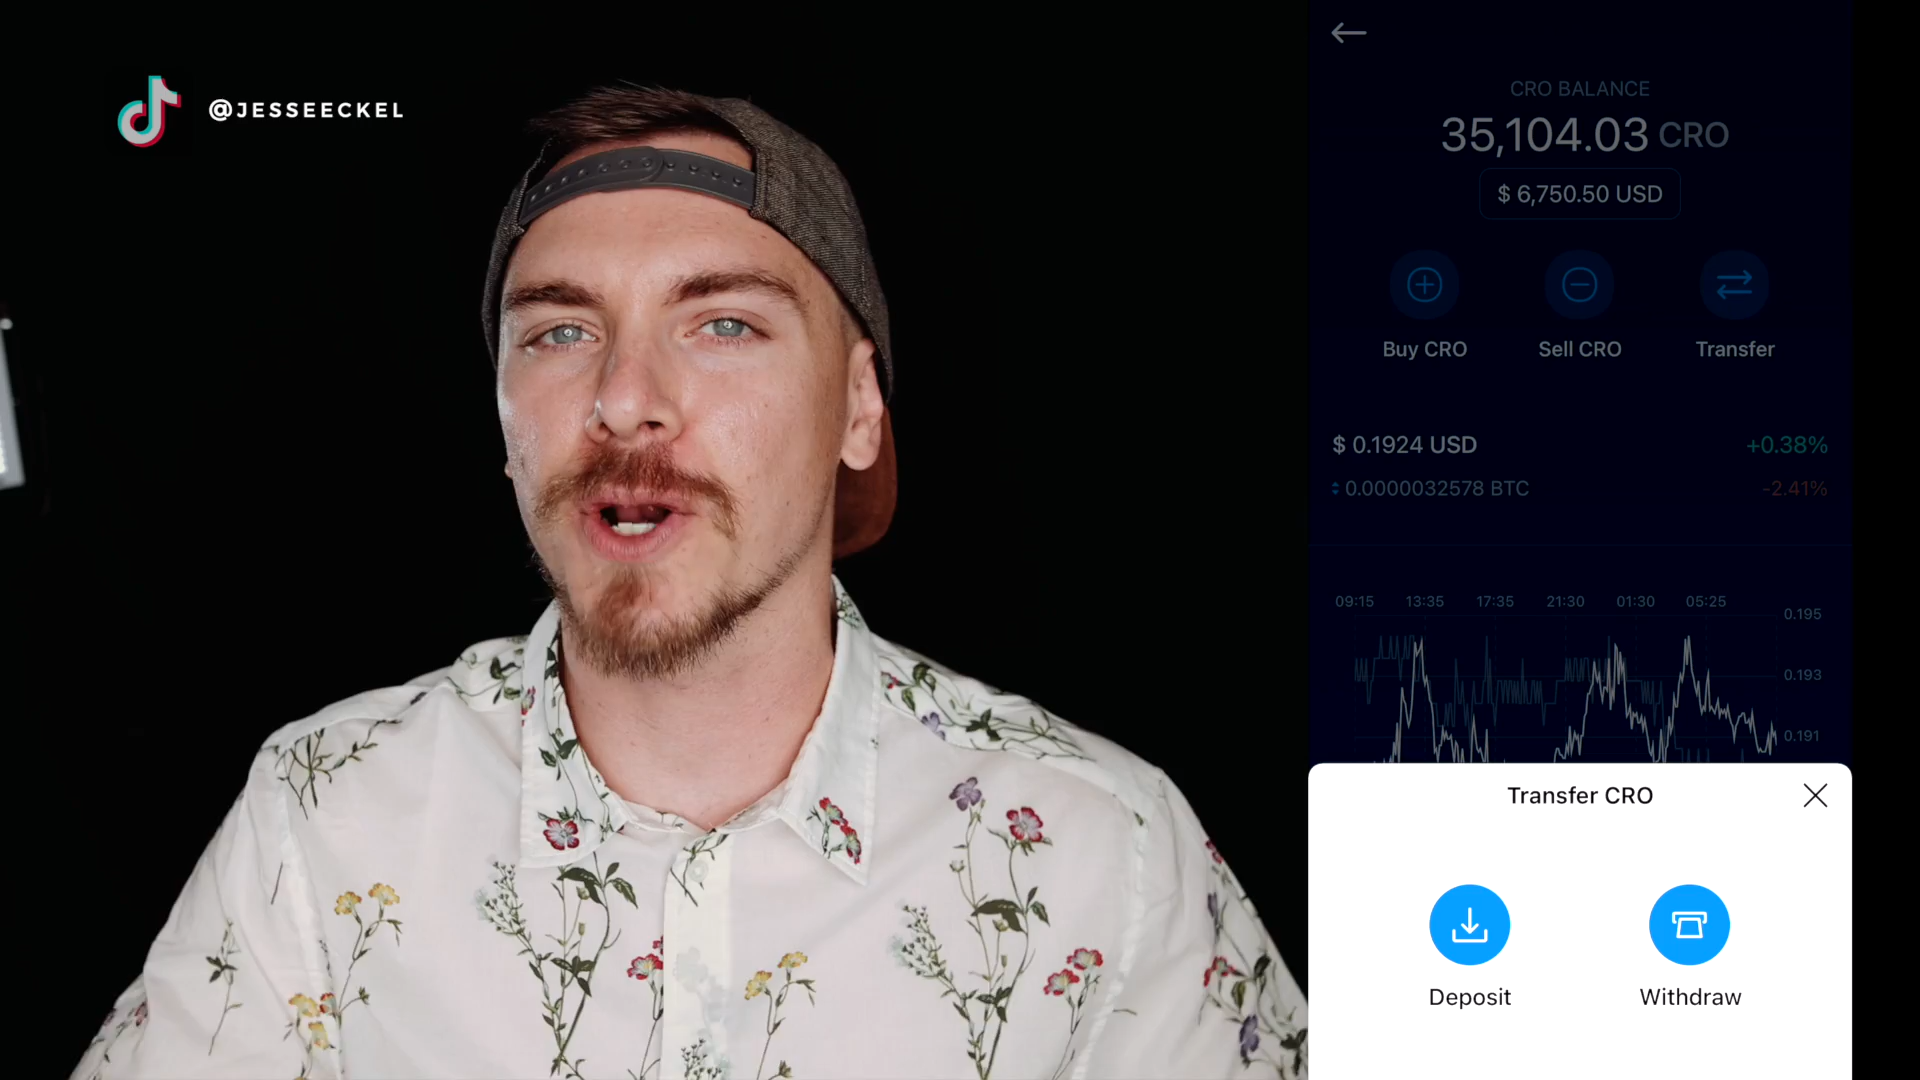 @JESSEECKEL
CRO BALANCE
35,104.03 CRO
$ 6,750.50 USD
Buy CRO
Sell CRO
Transfer
$ 0.1924 USD
+0.38%
0.0000032578 BTC
-2.41%
09:15 13:35 17:35 21:30 01:30 05:25
0.195
0.193
0.191
Transfer CRO
Deposit
Withdraw